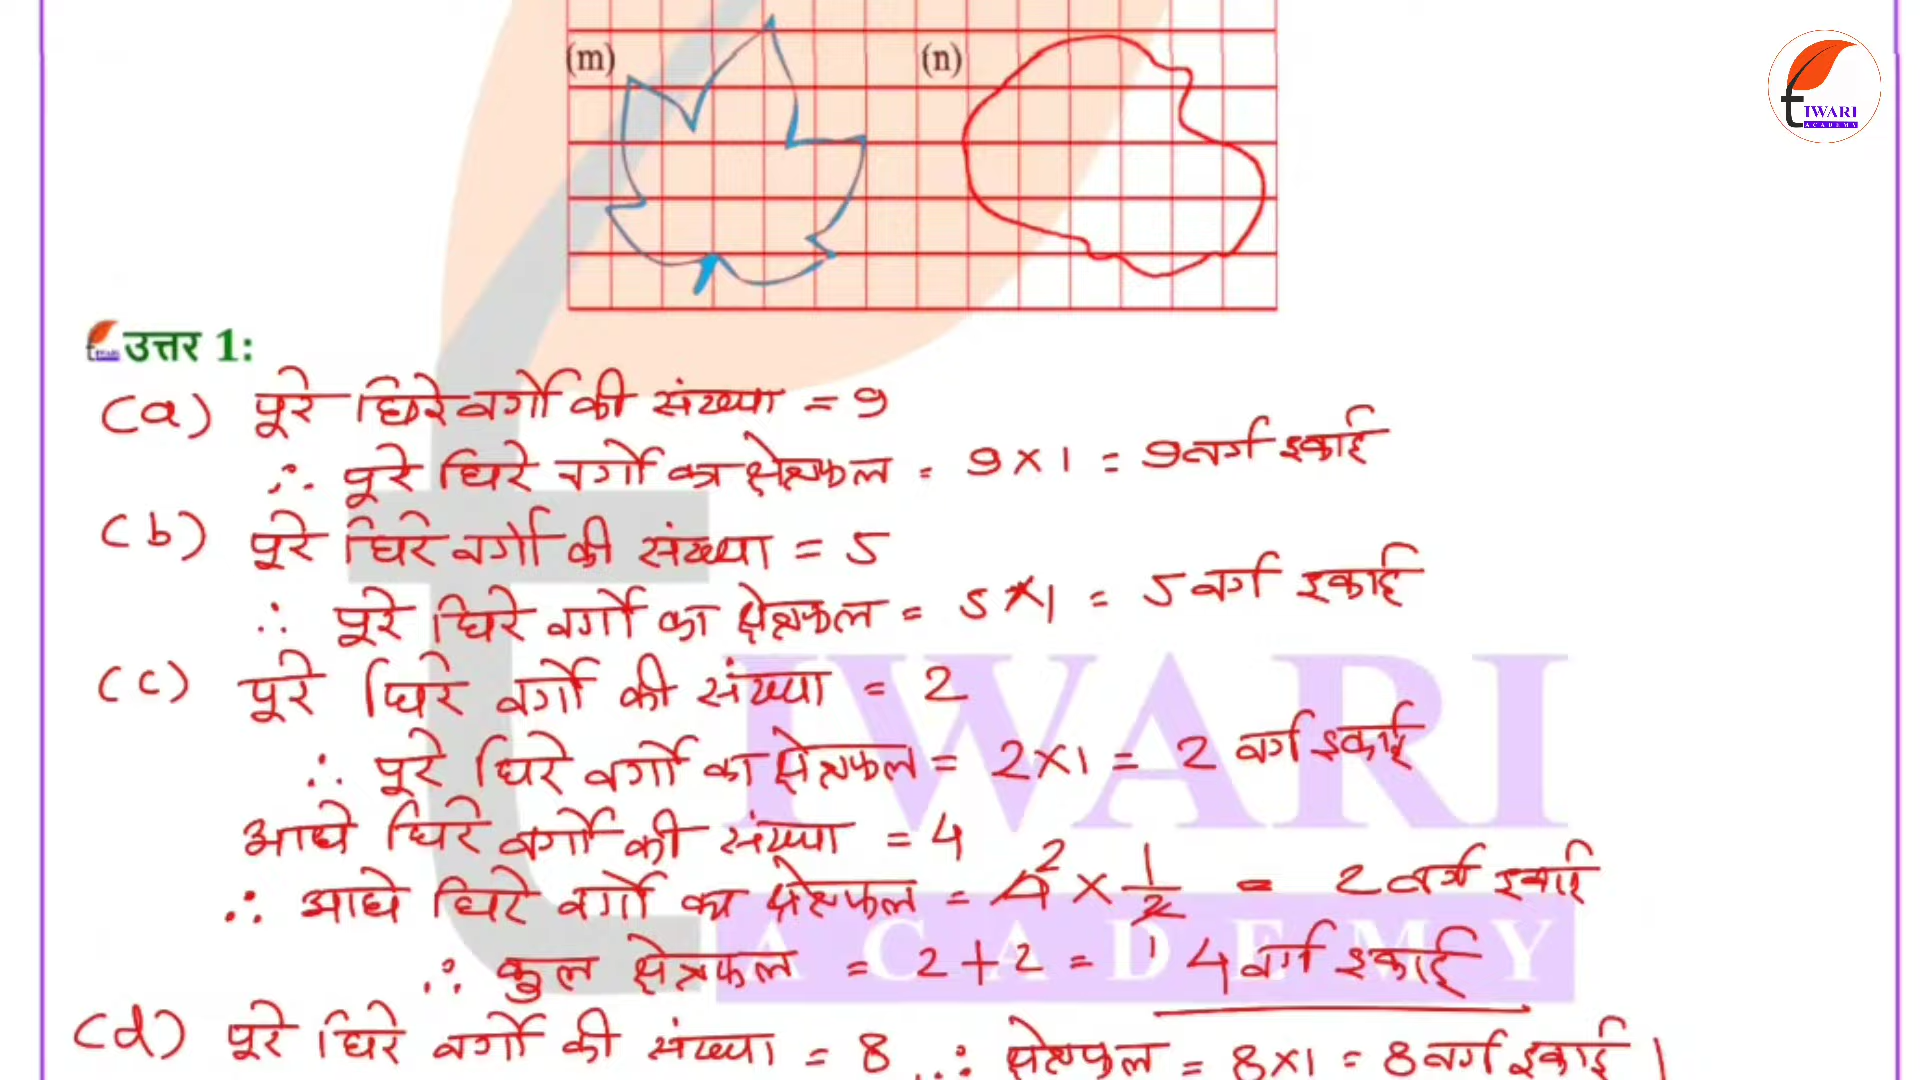 (m) (n)
TIWARI
ACADEMY
उत्तर 1:
(a) पूरे घिरे वर्गों की संख्या = 9
∴ पूरे घिरे वर्गों का क्षेत्रफल = 9 × 1 = 9 वर्ग इकाई
(b) पूरे घिरे वर्गों की संख्या = 5
∴ पूरे घिरे वर्गों का क्षेत्रफल = 5 × 1 = 5 वर्ग इकाई
(c) पूरे घिरे वर्गों की संख्या = 2
∴ पूरे घिरे वर्गों का क्षेत्रफल = 2 × 1 = 2 वर्ग इकाई
आधे घिरे वर्गों की संख्या = 4
∴ आधे घिरे वर्गों का क्षेत्रफल = 4² × 1/2 = 2 वर्ग इकाई
∴ कुल क्षेत्रफल = 2 + 2 = 4 वर्ग इकाई
(d) पूरे घिरे वर्गों की संख्या = 8 ∴ क्षेत्रफल = 8 × 1 = 8 वर्ग इकाई।
IWARI
ACADEMY